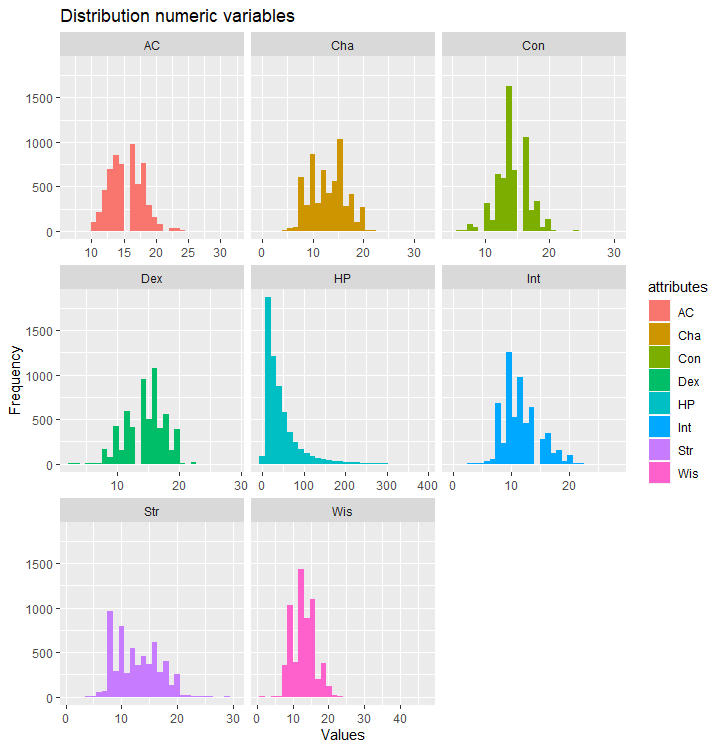 Distribution numeric variables
AC
Cha
Con
1500
1000
500
0
10 15 20 25 30
0 10 20 30
10 20 30
Dex
HP
Int
1500
1000
500
0
10 20 30
0 100 200 300 400
0 10 20
Str
Wis
1500
1000
500
0
0 10 20 30
0 10 20 30 40
Frequency
Values
attributes
AC
Cha
Con
Dex
HP
Int
Str
Wis